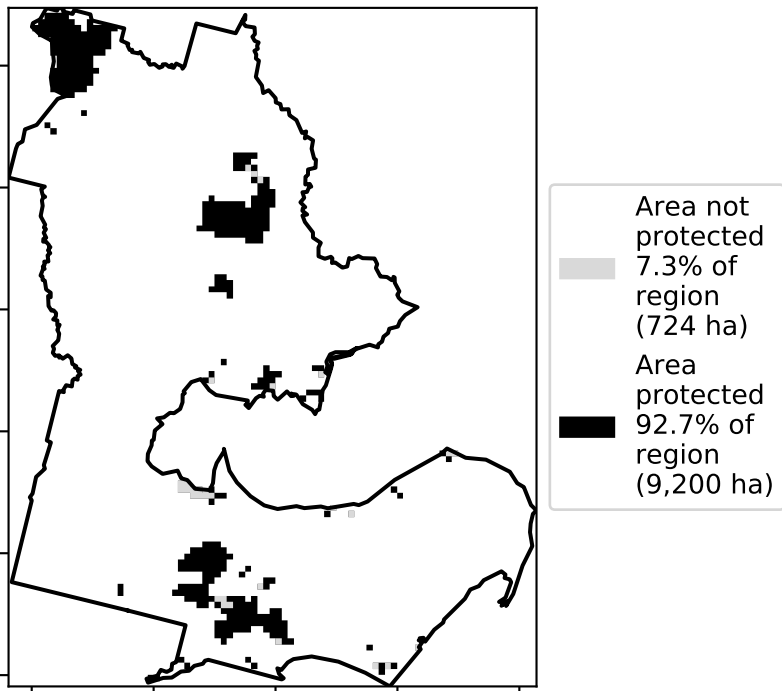 Area not
protected
7.3% of
region
(724 ha)
Area
protected
92.7% of
region
(9,200 ha)